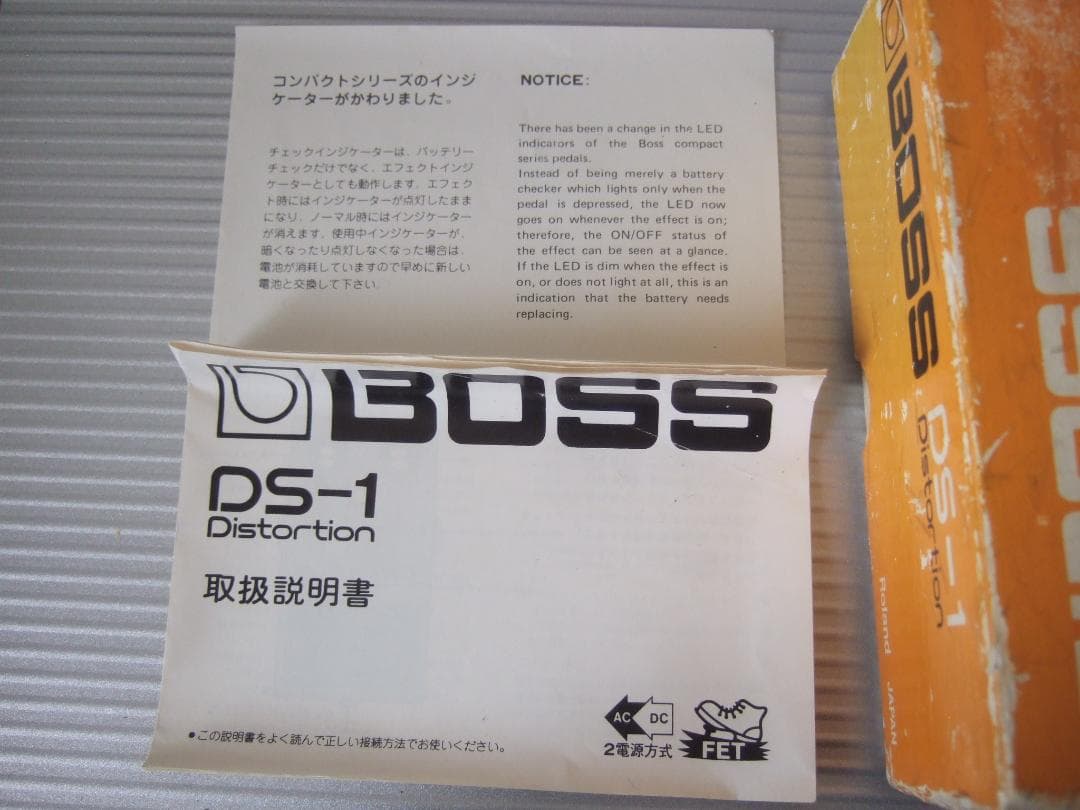 コンパクトシリーズのインジ
ケーターがかわりました。
チェックインジケーターは、バッテリー
チェックだけでなく、エフェクトインジ
ケーターとしても動作します。エフェク
ト時にはインジケーターが点灯したまま
になり、ノーマル時にはインジケーター
が消えます。使用中インジケーターが、
暗くなったり点灯しなくなった場合は、
電池が消耗していますので早めに新しい
電池と交換して下さい。
NOTICE:
There has been a change in the LED
indicators of the Boss compact
series pedals.
Instead of being merely a battery
checker which lights only when the
pedal is depressed, the LED now
goes on whenever the effect is on;
therefore, the ON/OFF status of
the effect can be seen at a glance.
If the LED is dim when the effect is
on, or does not light at all, this is an
indication that the battery needs
replacing.
BOSS
DS-1
Distortion
取扱説明書
●この説明書をよく読んで正しい接続方法でお使いください。
AC DC
2電源方式
FET
BOSS
DS-1
Distortion
Roland JAPAN